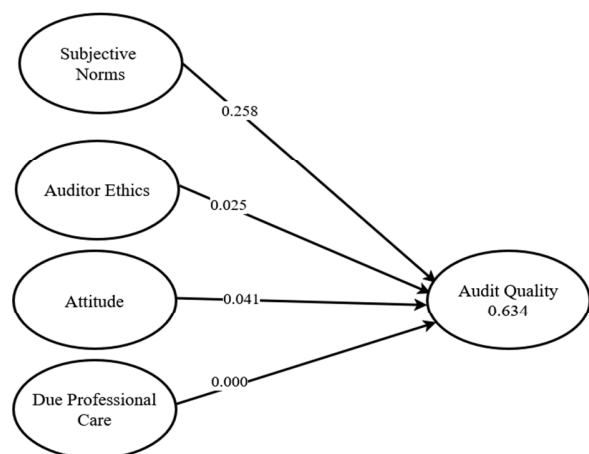 Subjective
Norms
0.258
Auditor Ethics
0.025
Attitude
0.041
Audit Quality
0.634
Due Professional
Care
0.000